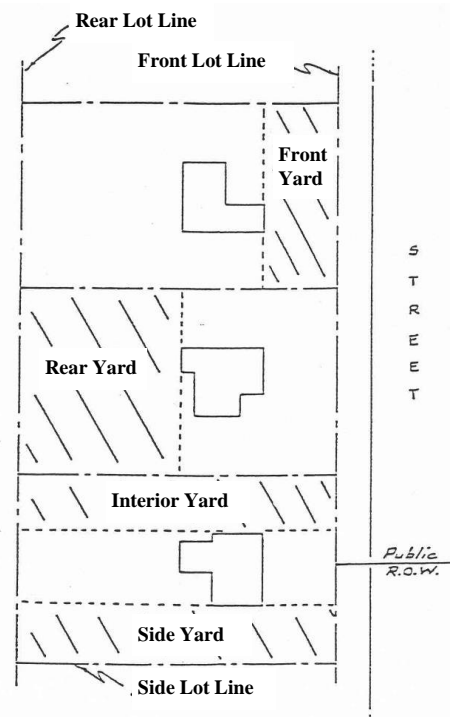 Rear Lot Line
Front Lot Line
Front
Yard
S
T
R
E
E
T
Rear Yard
Interior Yard
Public
R.O.W.
Side Yard
Side Lot Line